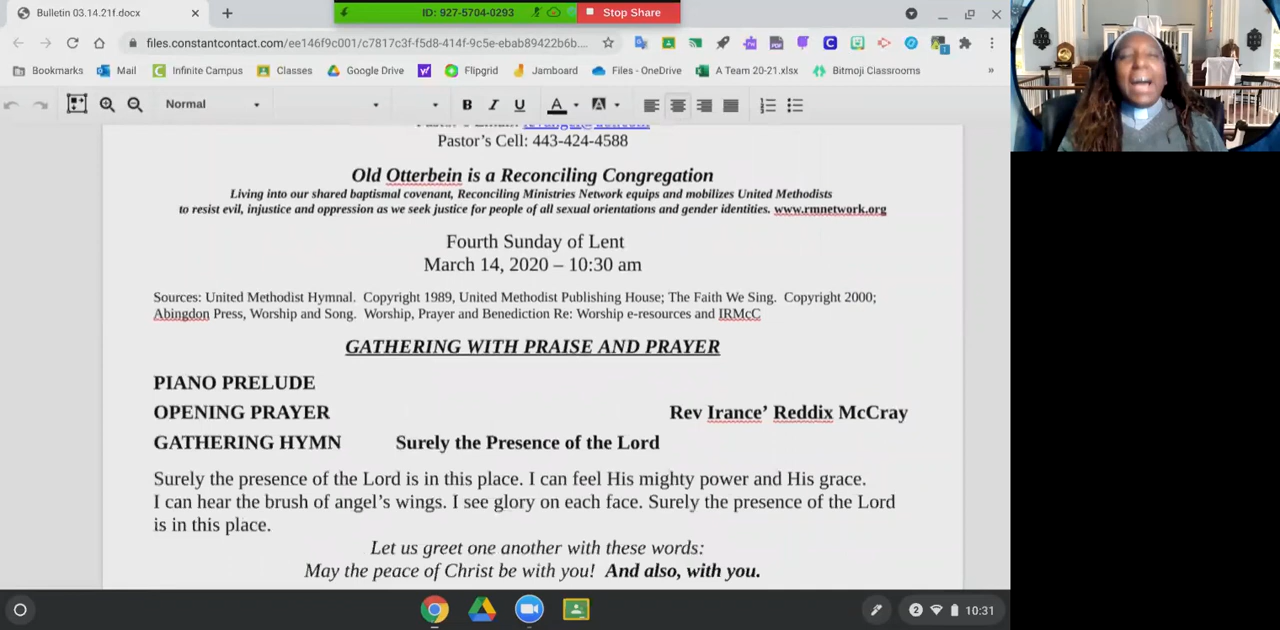 Bulletin 03.14.21f.docx
ID: 927-5704-0293
Stop Share
files.constantcontact.com/ee146f9c001/c7817c3f-f5d8-414f-9c5e-ebab89422b6b....
Bookmarks Mail Infinite Campus Classes Google Drive Flipgrid Jamboard Files - OneDrive A Team 20-21.xlsx Bitmoji Classrooms »
Normal B I U A A
Pastor's Cell: 443-424-4588
Old Otterbein is a Reconciling Congregation
Living into our shared baptismal covenant, Reconciling Ministries Network equips and mobilizes United Methodists
to resist evil, injustice and oppression as we seek justice for people of all sexual orientations and gender identities. www.rmnetwork.org
Fourth Sunday of Lent
March 14, 2020 – 10:30 am
Sources: United Methodist Hymnal. Copyright 1989, United Methodist Publishing House; The Faith We Sing. Copyright 2000;
Abingdon Press, Worship and Song. Worship, Prayer and Benediction Re: Worship e-resources and IRMcC
GATHERING WITH PRAISE AND PRAYER
PIANO PRELUDE
OPENING PRAYER Rev Irance' Reddix McCray
GATHERING HYMN Surely the Presence of the Lord
Surely the presence of the Lord is in this place. I can feel His mighty power and His grace.
I can hear the brush of angel's wings. I see glory on each face. Surely the presence of the Lord
is in this place.
Let us greet one another with these words:
May the peace of Christ be with you! And also, with you.
2 10:31